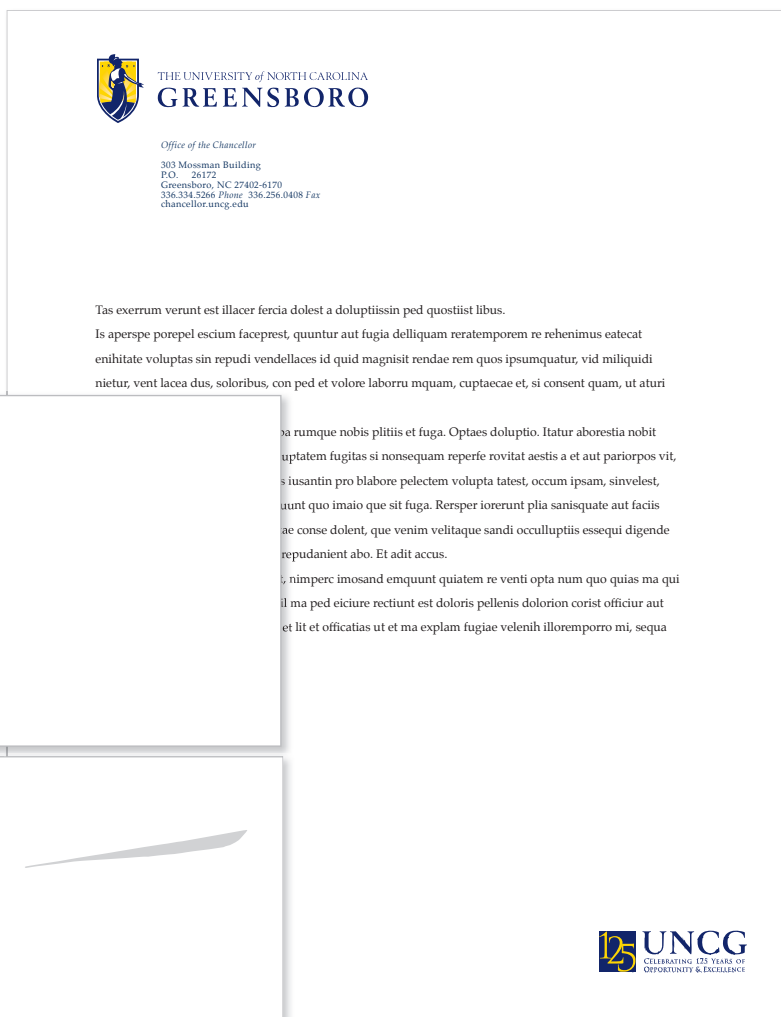 THE UNIVERSITY of NORTH CAROLINA
GREENSBORO
Office of the Chancellor
303 Mossman Building
P.O. 26172
Greensboro, NC 27402-6170
336.334.5266 Phone 336.256.0408 Fax
chancellor.uncg.edu
Tas exerrum verunt est illacer fercia dolest a doluptiissin ped quostiist libus.
Is aperspe porepel escium faceprest, quuntur aut fugia delliquam reratemporem re rehenimus eatecat
enihitate voluptas sin repudi vendellaces id quid magnisit rendae rem quos ipsumquatur, vid miliquidi
nietur, vent lacea dus, soloribus, con ped et volore laborru mquam, cuptaecae et, si consent quam, ut aturi
rumque nobis plitiis et fuga. Optaes doluptio. Itatur aborestia nobit
fugitas si nonsequam reperfe rovitat aestis a et aut pariorpos vit,
iusantin pro blabore pelectem volupta tatest, occum ipsam, sinvelest,
quo imaio que sit fuga. Rersper iorerunt plia sanisquate aut faciis
conse dolent, que venim velitaque sandi occulluptiis essequi digende
repudanient abo. Et adit accus.
nimperc imosand emquunt quiatem re venti opta num quo quias ma qui
ma ped eiciure rectiunt est doloris pellenis dolorion corist officiur aut
et lit et officatias ut et ma explam fugiae velenih illoremporro mi, sequa
125 UNCG
CELEBRATING 125 YEARS OF
OPPORTUNITY & EXCELLENCE